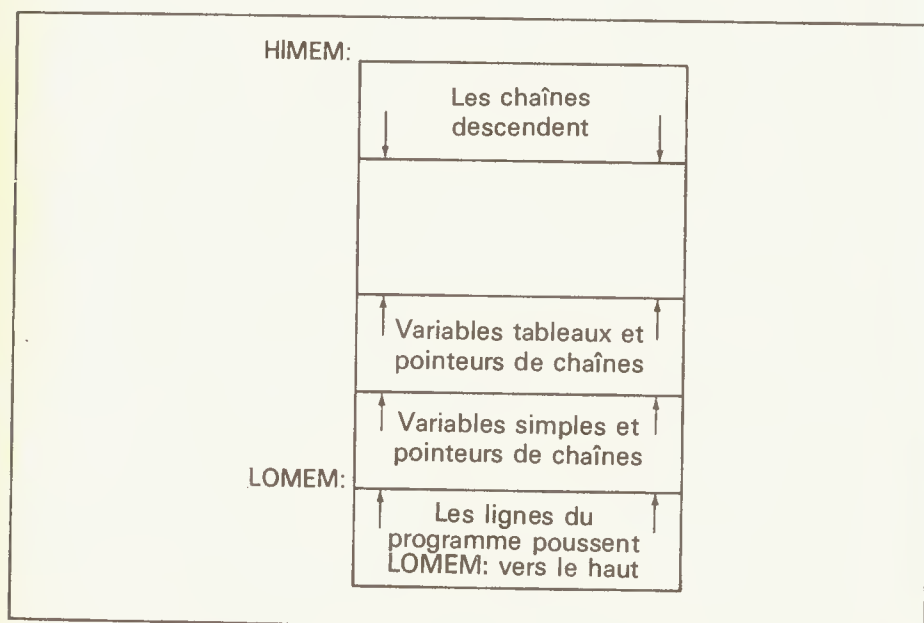 HIMEM:
Les chaînes
descendent
Variables tableaux et
pointeurs de chaînes
Variables simples et
pointeurs de chaînes
LOMEM:
Les lignes du
programme poussent
LOMEM: vers le haut